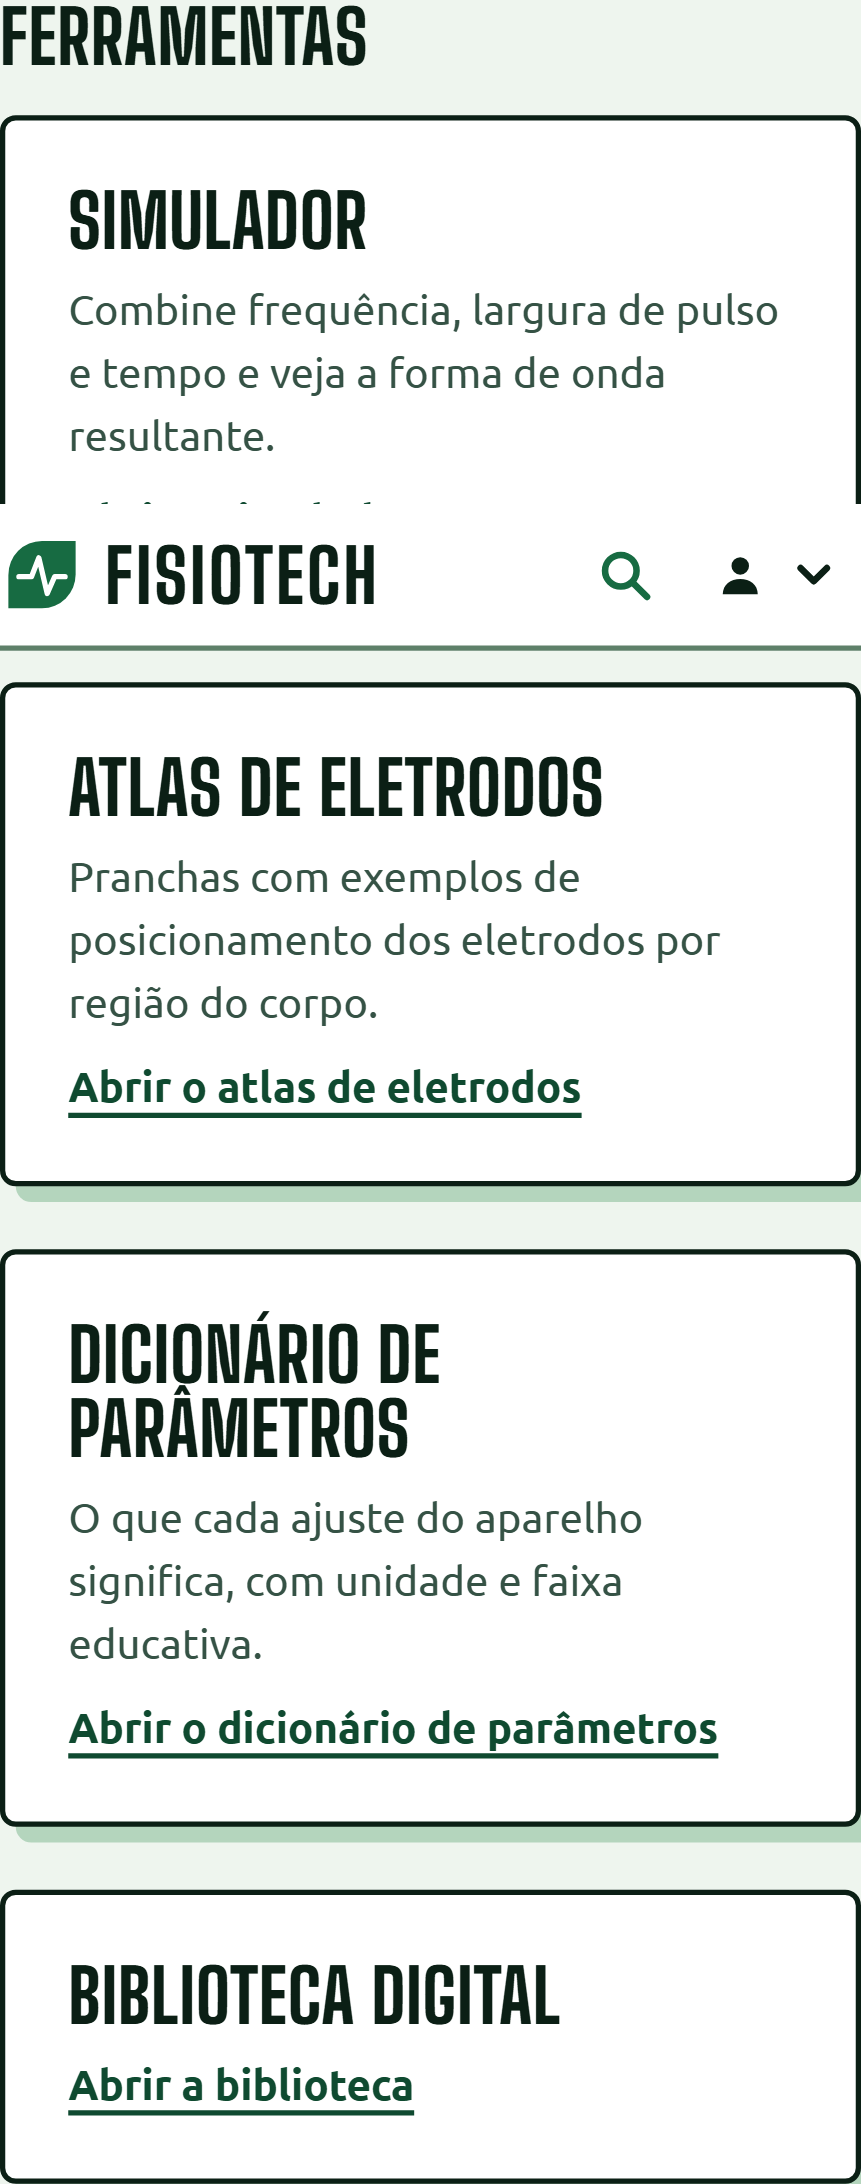 FERRAMENTAS
SIMULADOR
Combine frequência, largura de pulso
e tempo e veja a forma de onda
resultante.
FISIOTECH
ATLAS DE ELETRODOS
Pranchas com exemplos de
posicionamento dos eletrodos por
região do corpo.
Abrir o atlas de eletrodos
DICIONÁRIO DE
PARÂMETROS
O que cada ajuste do aparelho
significa, com unidade e faixa
educativa.
Abrir o dicionário de parâmetros
BIBLIOTECA DIGITAL
Abrir a biblioteca